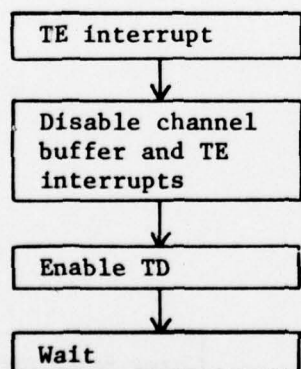 TE interrupt
Disable channel
buffer and TE
interrupts
Enable TD
Wait